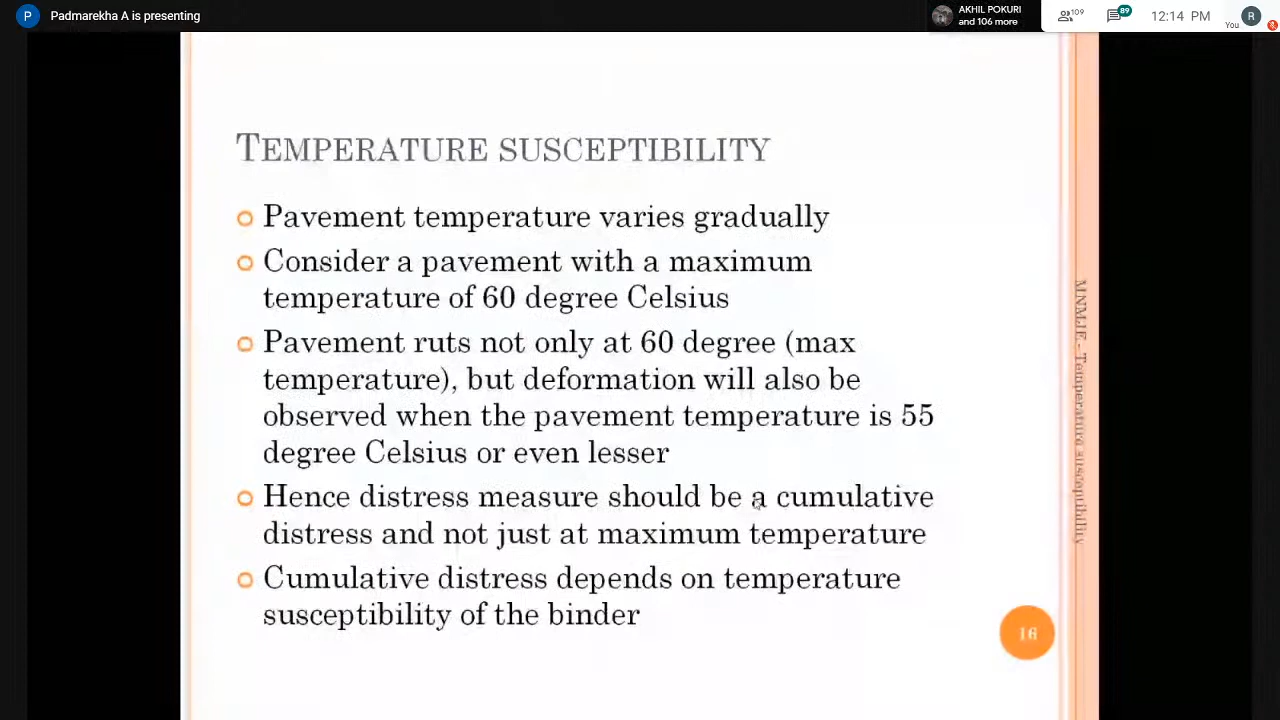 P Padmarekha A is presenting
AKHIL POKURI
and 106 more
109
89
12:14 PM
You
R
TEMPERATURE SUSCEPTIBILITY
Pavement temperature varies gradually
Consider a pavement with a maximum
temperature of 60 degree Celsius
Pavement ruts not only at 60 degree (max
temperature), but deformation will also be
observed when the pavement temperature is 55
degree Celsius or even lesser
Hence distress measure should be a cumulative
distress and not just at maximum temperature
Cumulative distress depends on temperature
susceptibility of the binder
MNMJE - Temperature susceptibility
16